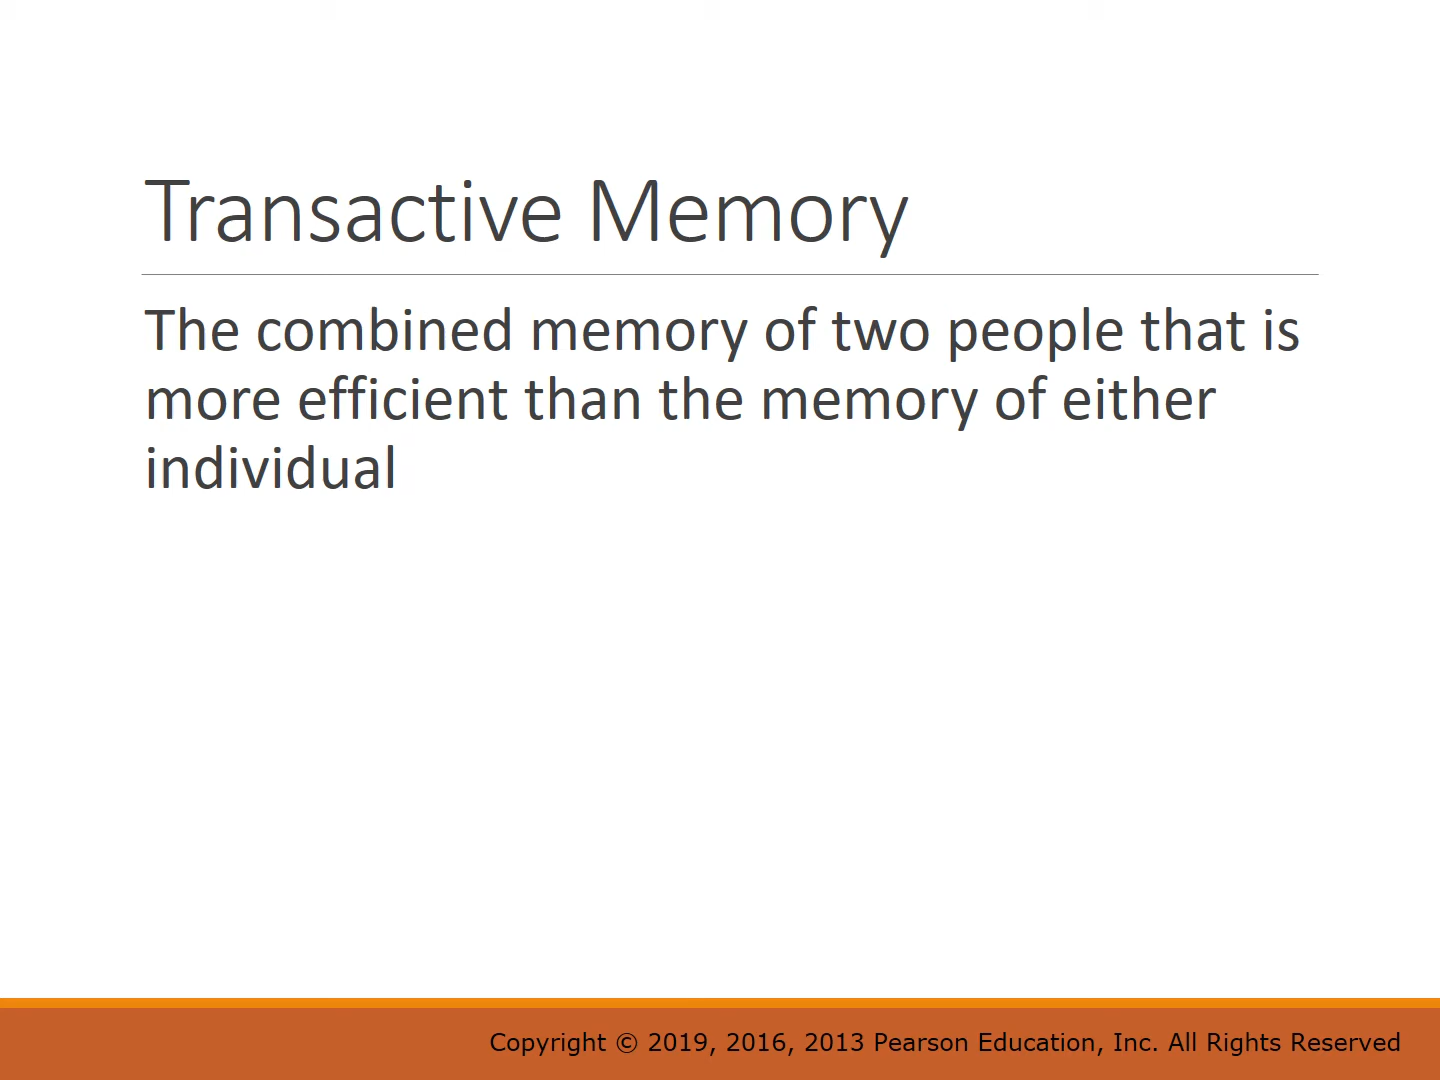 Transactive Memory
The combined memory of two people that is
more efficient than the memory of either
individual
Copyright © 2019, 2016, 2013 Pearson Education, Inc. All Rights Reserved